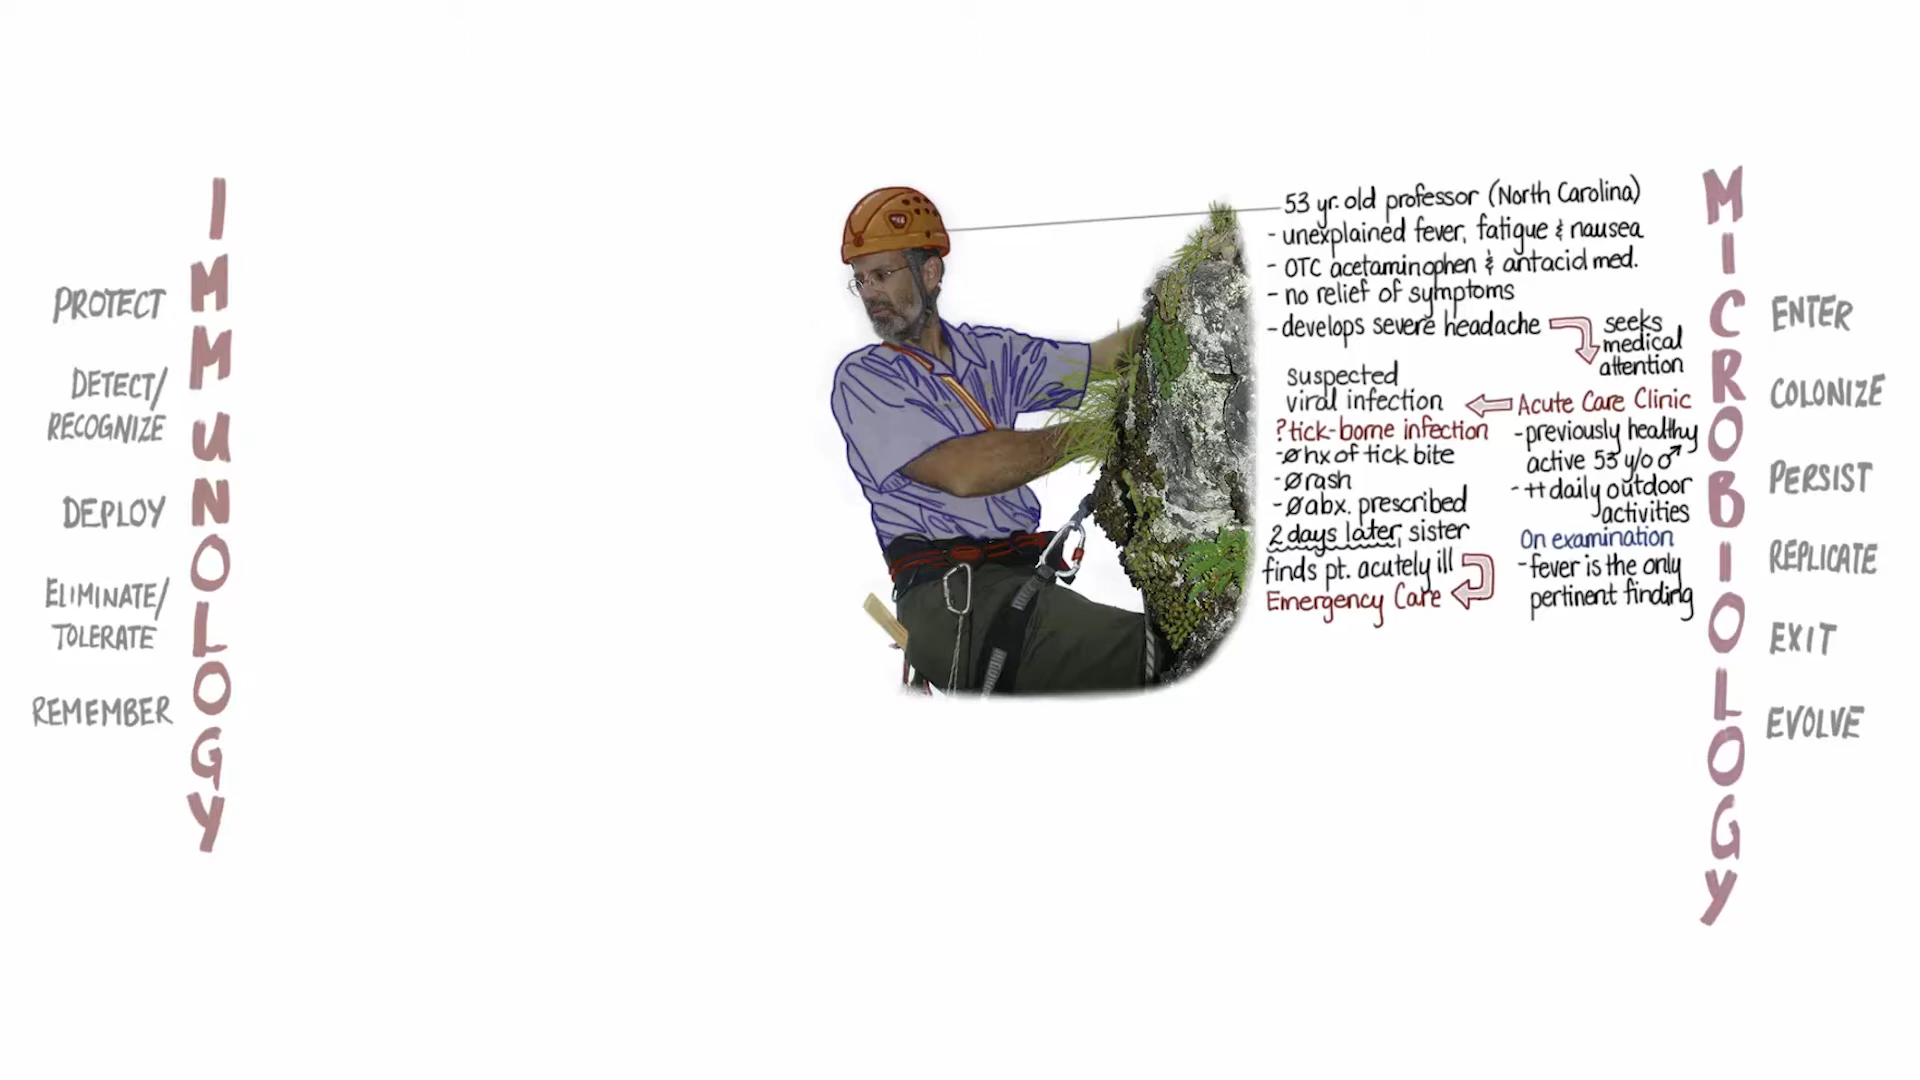 IMMUNOLOGY
PROTECT
DETECT/
RECOGNIZE
DEPLOY
ELIMINATE/
TOLERATE
REMEMBER
53 yr. old professor (North Carolina)
- unexplained fever, fatigue & nausea
- OTC acetaminophen & antacid med.
- no relief of symptoms
- develops severe headache
seeks
medical
attention
Acute Care Clinic
- previously healthy
active 53 y/o ♂
- ++ daily outdoor
activities
On examination
- fever is the only
pertinent finding
suspected
viral infection
? tick-borne infection
- Ø hx of tick bite
- Ø rash
- Ø abx. prescribed
2 days later, sister
finds pt. acutely ill
Emergency Care
MICROBIOLOGY
ENTER
COLONIZE
PERSIST
REPLICATE
EXIT
EVOLVE